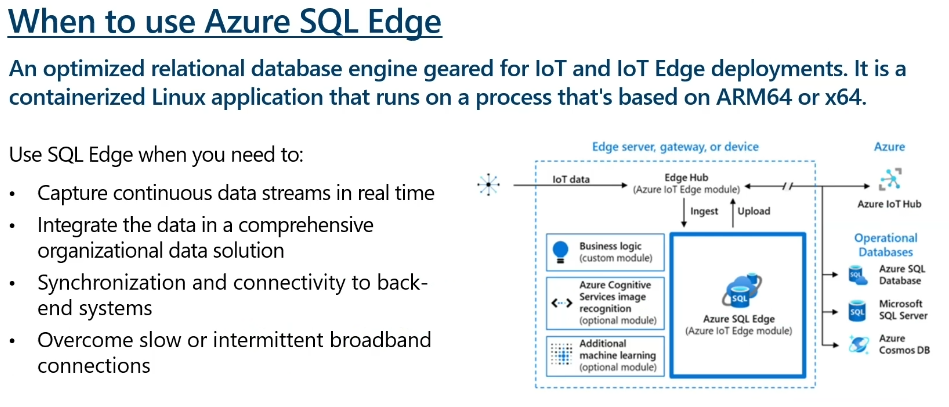 When to use Azure SQL Edge
An optimized relational database engine geared for IoT and IoT Edge deployments. It is a
containerized Linux application that runs on a process that's based on ARM64 or x64.
Use SQL Edge when you need to:
• Capture continuous data streams in real time
• Integrate the data in a comprehensive
organizational data solution
• Synchronization and connectivity to back-
end systems
• Overcome slow or intermittent broadband
connections
Edge server, gateway, or device
IoT data
Edge Hub
(Azure IoT Edge module)
Ingest
Upload
Business logic
(custom module)
Azure Cognitive
Services image
recognition
(optional module)
Additional
machine learning
(optional module)
SQL
Azure SQL Edge
(Azure IoT Edge module)
Azure
Azure IoT Hub
Operational
Databases
SQL
Azure SQL
Database
SQL
Microsoft
SQL Server
Azure
Cosmos DB